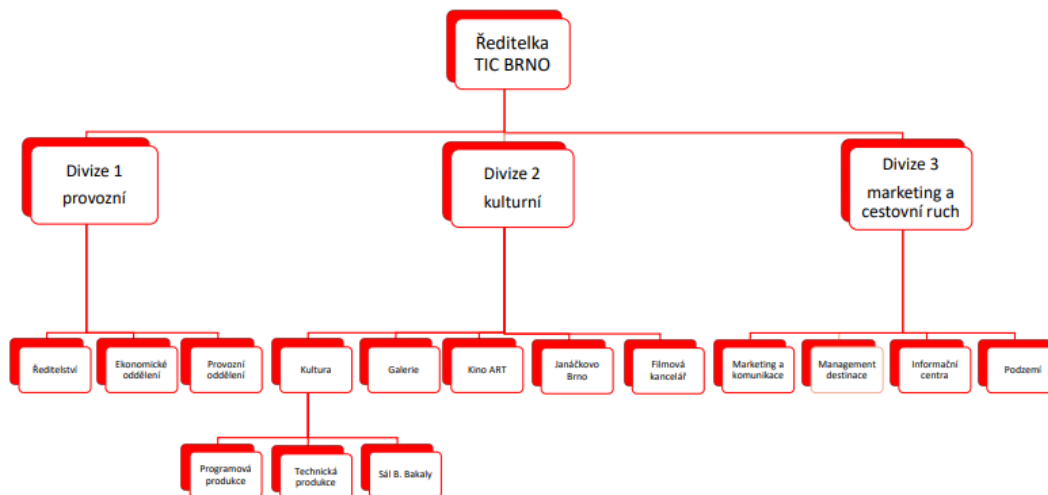 Ředitelka
TIC BRNO
Divize 1
provozní
Divize 2
kulturní
Divize 3
marketing a
cestovní ruch
Ředitelství
Ekonomické
oddělení
Provozní
oddělení
Kultura
Galerie
Kino ART
Janáčkovo
Brno
Filmová
kancelář
Marketing a
komunikace
Management
destinace
Informační
centra
Podzemí
Programová
produkce
Technická
produkce
Sál B. Bakaly